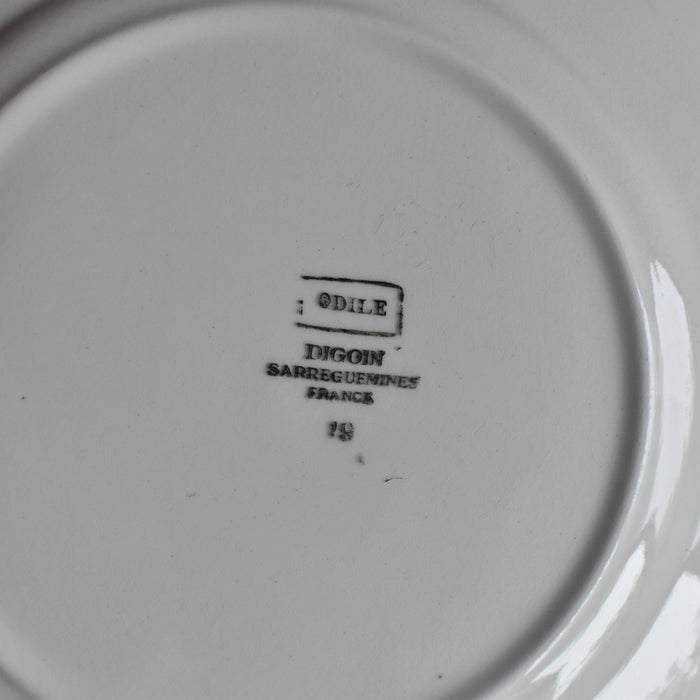 ODILE
DIGOIN
SARREGUEMINES
FRANCE
19